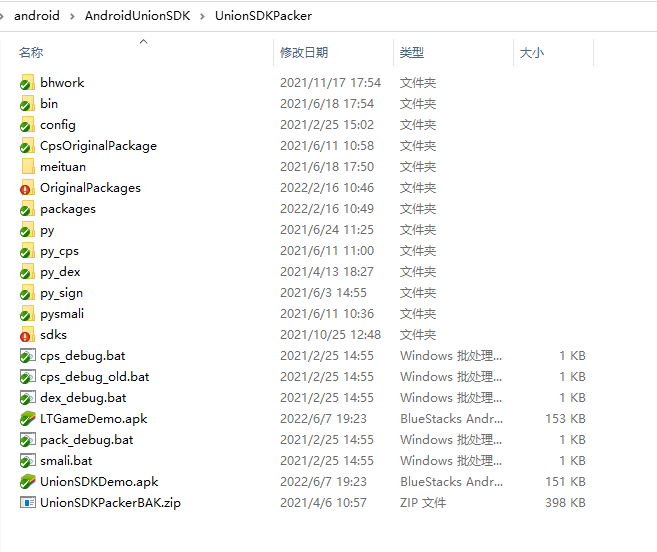 android > AndroidUnionSDK > UnionSDKPacker
名称 修改日期 类型 大小
bhwork 2021/11/17 17:54 文件夹
bin 2021/6/18 17:54 文件夹
config 2021/2/25 15:02 文件夹
CpsOriginalPackage 2021/6/11 10:58 文件夹
meituan 2021/6/18 17:50 文件夹
OriginalPackages 2022/2/16 10:46 文件夹
packages 2022/2/16 10:49 文件夹
py 2021/6/24 11:25 文件夹
py_cps 2021/6/11 11:00 文件夹
py_dex 2021/4/13 18:27 文件夹
py_sign 2021/6/3 14:55 文件夹
pysmali 2021/6/11 10:36 文件夹
sdks 2021/10/25 12:48 文件夹
cps_debug.bat 2021/2/25 14:55 Windows 批处理... 1 KB
cps_debug_old.bat 2021/2/25 14:55 Windows 批处理... 1 KB
dex_debug.bat 2021/2/25 14:55 Windows 批处理... 1 KB
LTGameDemo.apk 2022/6/7 19:23 BlueStacks Andr... 153 KB
pack_debug.bat 2021/2/25 14:55 Windows 批处理... 1 KB
smali.bat 2021/2/25 14:55 Windows 批处理... 1 KB
UnionSDKDemo.apk 2022/6/7 19:23 BlueStacks Andr... 151 KB
UnionSDKPackerBAK.zip 2021/4/6 10:57 ZIP 文件 398 KB